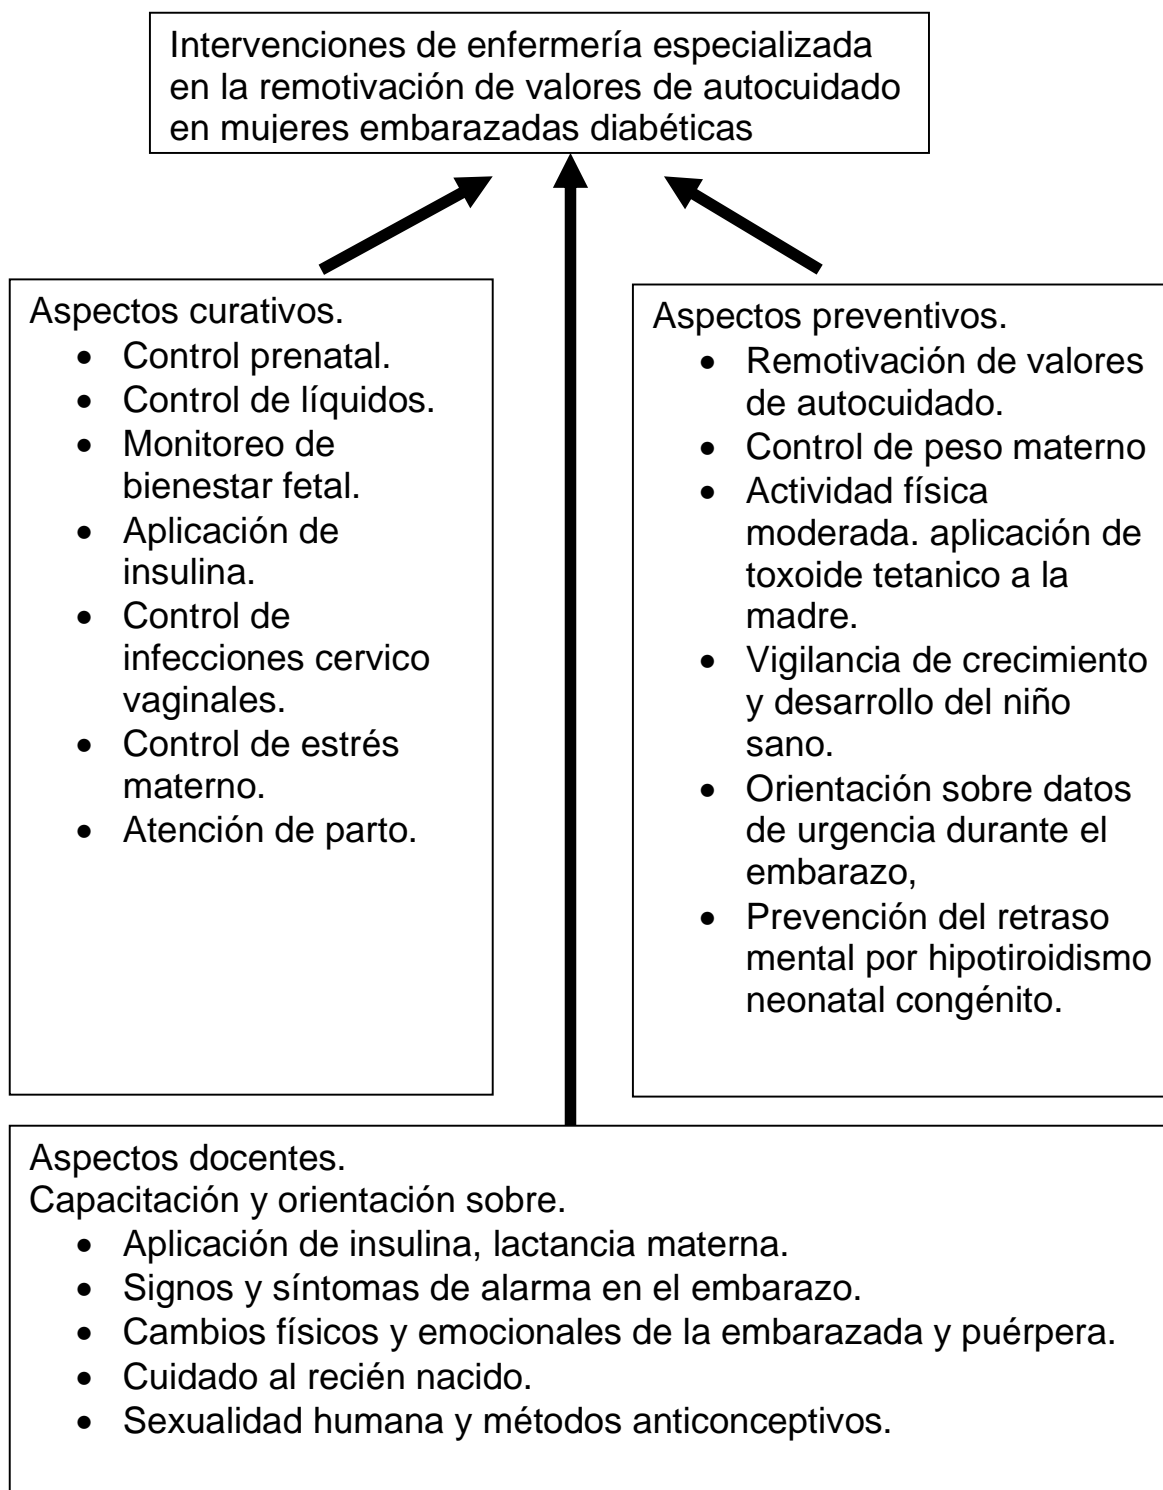 Intervenciones de enfermería especializada
en la remotivación de valores de autocuidado
en mujeres embarazadas diabéticas
Aspectos curativos.
• Control prenatal.
• Control de líquidos.
• Monitoreo de
bienestar fetal.
• Aplicación de
insulina.
• Control de
infecciones cervico
vaginales.
• Control de estrés
materno.
• Atención de parto.
Aspectos preventivos.
• Remotivación de valores
de autocuidado.
• Control de peso materno
• Actividad física
moderada. aplicación de
toxoide tetanico a la
madre.
• Vigilancia de crecimiento
y desarrollo del niño
sano.
• Orientación sobre datos
de urgencia durante el
embarazo,
• Prevención del retraso
mental por hipotiroidismo
neonatal congénito.
Aspectos docentes.
Capacitación y orientación sobre.
• Aplicación de insulina, lactancia materna.
• Signos y síntomas de alarma en el embarazo.
• Cambios físicos y emocionales de la embarazada y puérpera.
• Cuidado al recién nacido.
• Sexualidad humana y métodos anticonceptivos.